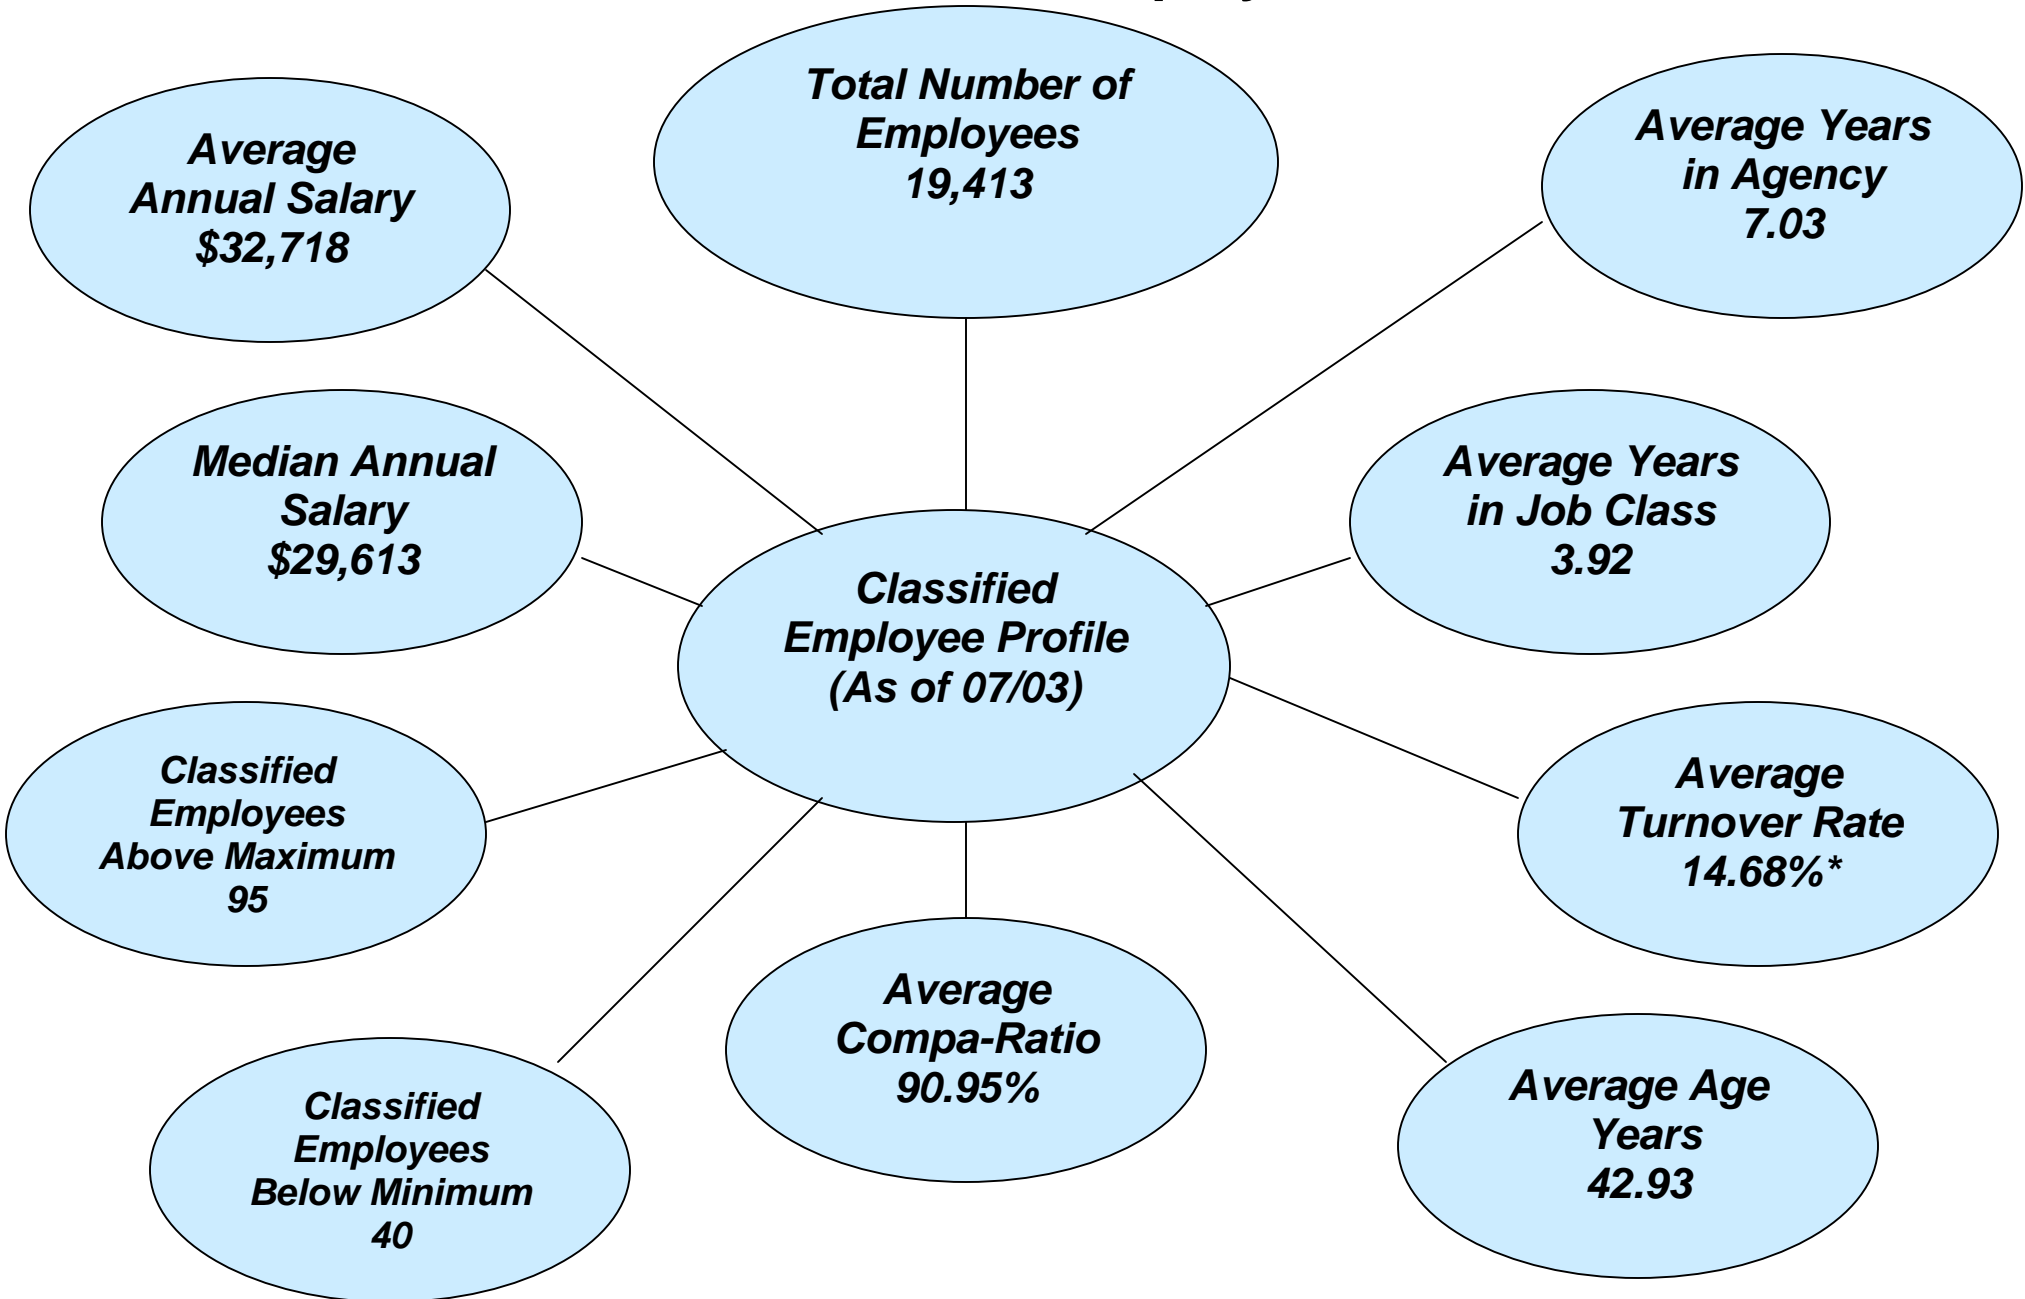 Total Number of
Employees
19,413
Average
Annual Salary
$32,718
Average Years
in Agency
7.03
Median Annual
Salary
$29,613
Average Years
in Job Class
3.92
Classified
Employee Profile
(As of 07/03)
Classified
Employees
Above Maximum
95
Average
Turnover Rate
14.68%*
Classified
Employees
Below Minimum
40
Average
Compa-Ratio
90.95%
Average Age
Years
42.93